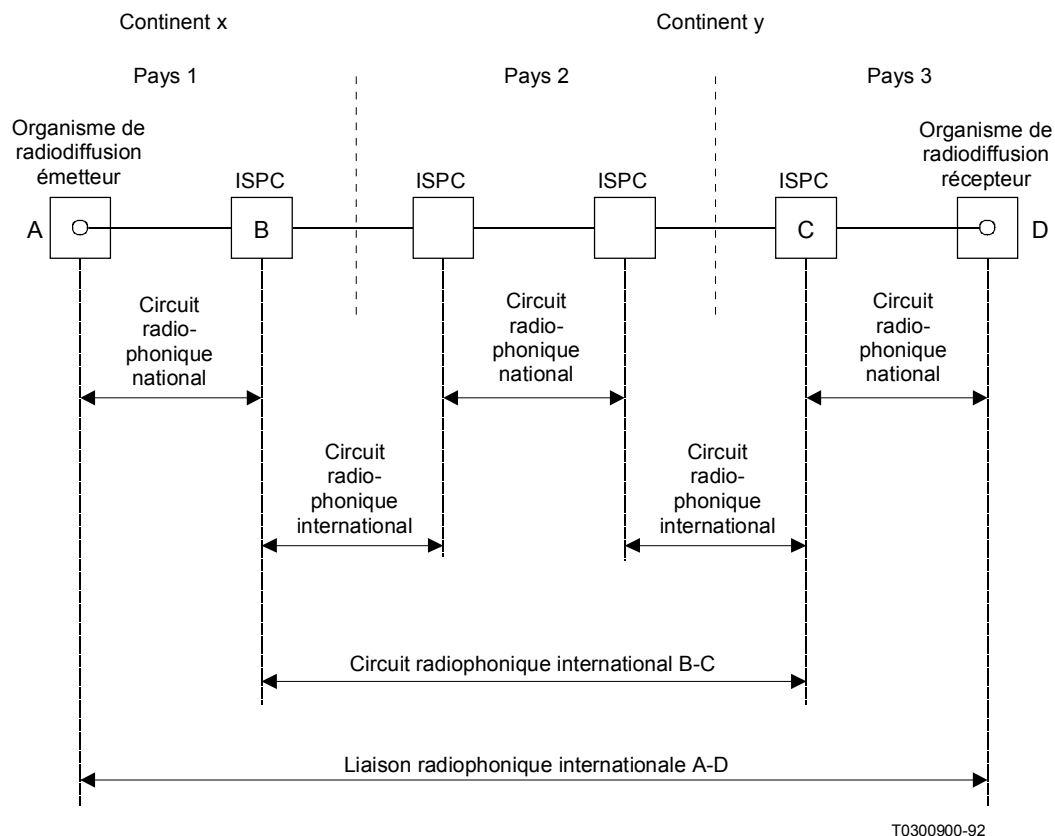 Continent x
Continent y
Pays 1
Pays 2
Pays 3
Organisme de
radiodiffusion
émetteur
Organisme de
radiodiffusion
récepteur
ISPC
ISPC
ISPC
ISPC
A
B
C
D
Circuit
radio-
phonique
national
Circuit
radio-
phonique
national
Circuit
radio-
phonique
national
Circuit
radio-
phonique
international
Circuit
radio-
phonique
international
Circuit radiophonique international B-C
Liaison radiophonique internationale A-D
T0300900-92